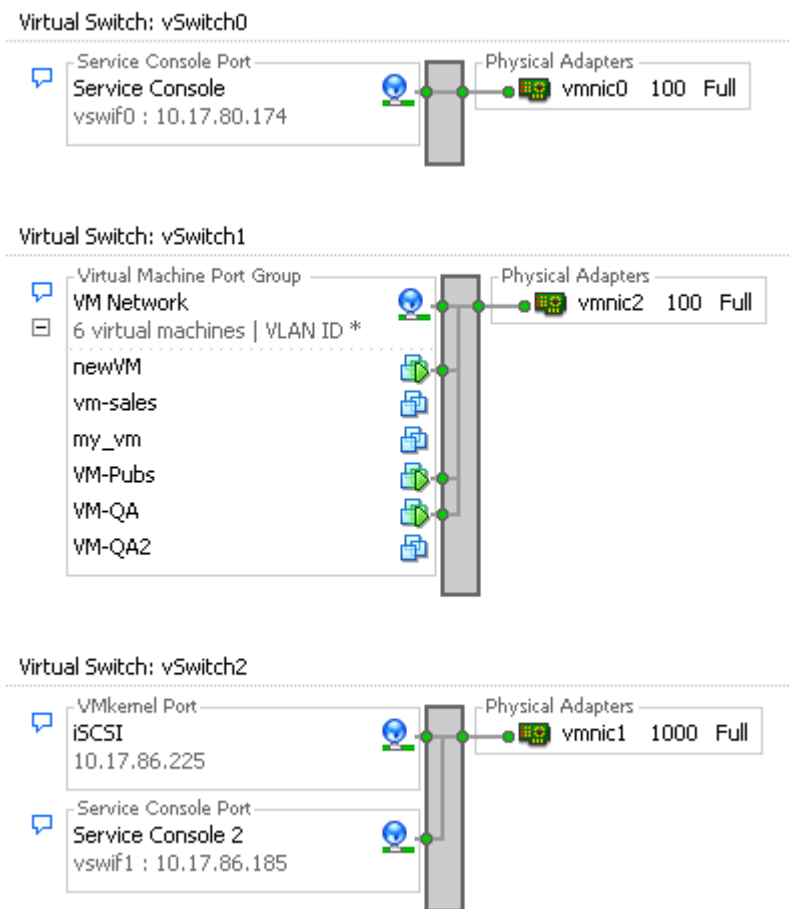 Virtual Switch: vSwitch0
Service Console Port
Physical Adapters
Service Console
vmnic0 100 Full
vswif0 : 10.17.80.174
Virtual Switch: vSwitch1
Virtual Machine Port Group
Physical Adapters
VM Network
vmnic2 100 Full
6 virtual machines | VLAN ID *
newVM
vm-sales
my_vm
VM-Pubs
VM-QA
VM-QA2
Virtual Switch: vSwitch2
VMkernel Port
Physical Adapters
iSCSI
vmnic1 1000 Full
10.17.86.225
Service Console Port
Service Console 2
vswif1 : 10.17.86.185